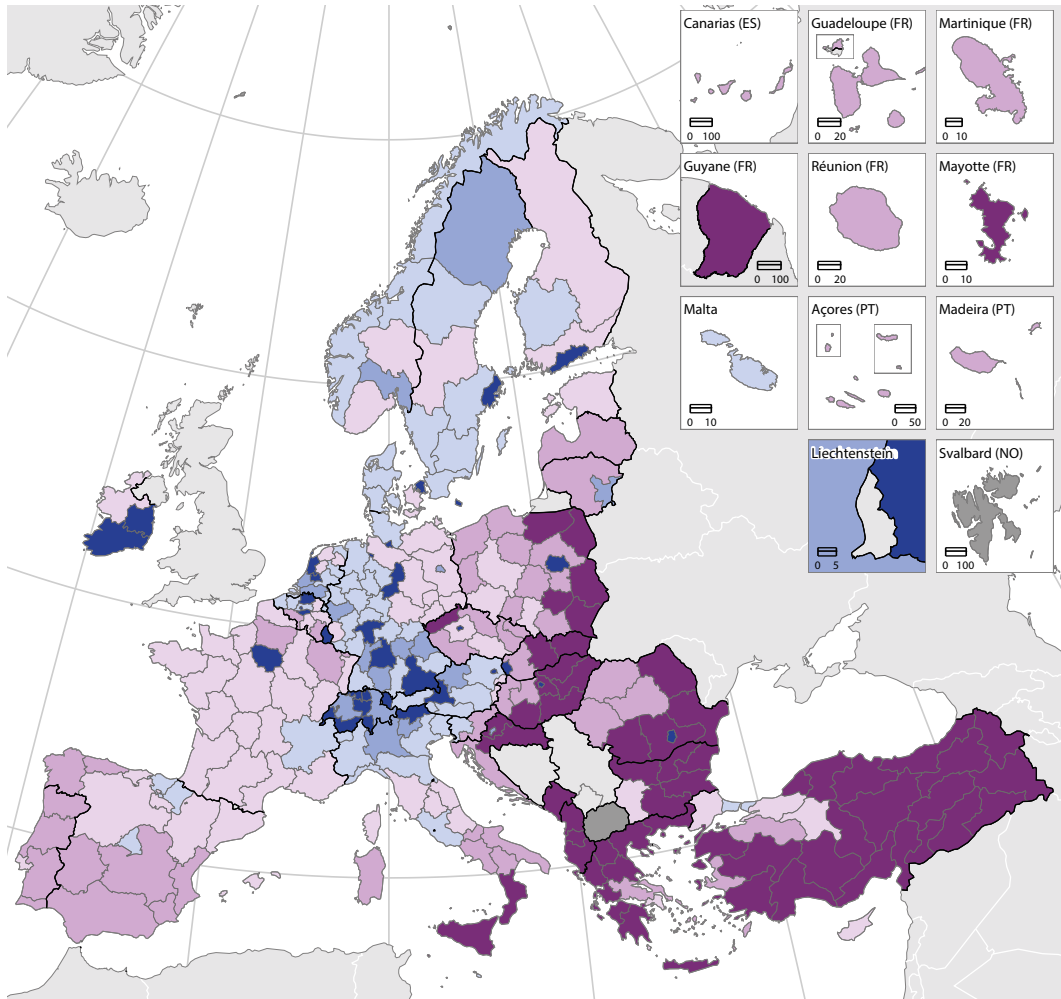 Canarias (ES)
0 100
Guadeloupe (FR)
0 20
Martinique (FR)
0 10
Guyane (FR)
0 100
Réunion (FR)
0 20
Mayotte (FR)
0 10
Malta
0 10
Açores (PT)
0 50
Madeira (PT)
0 20
Liechtenstein
0 5
Svalbard (NO)
0 100